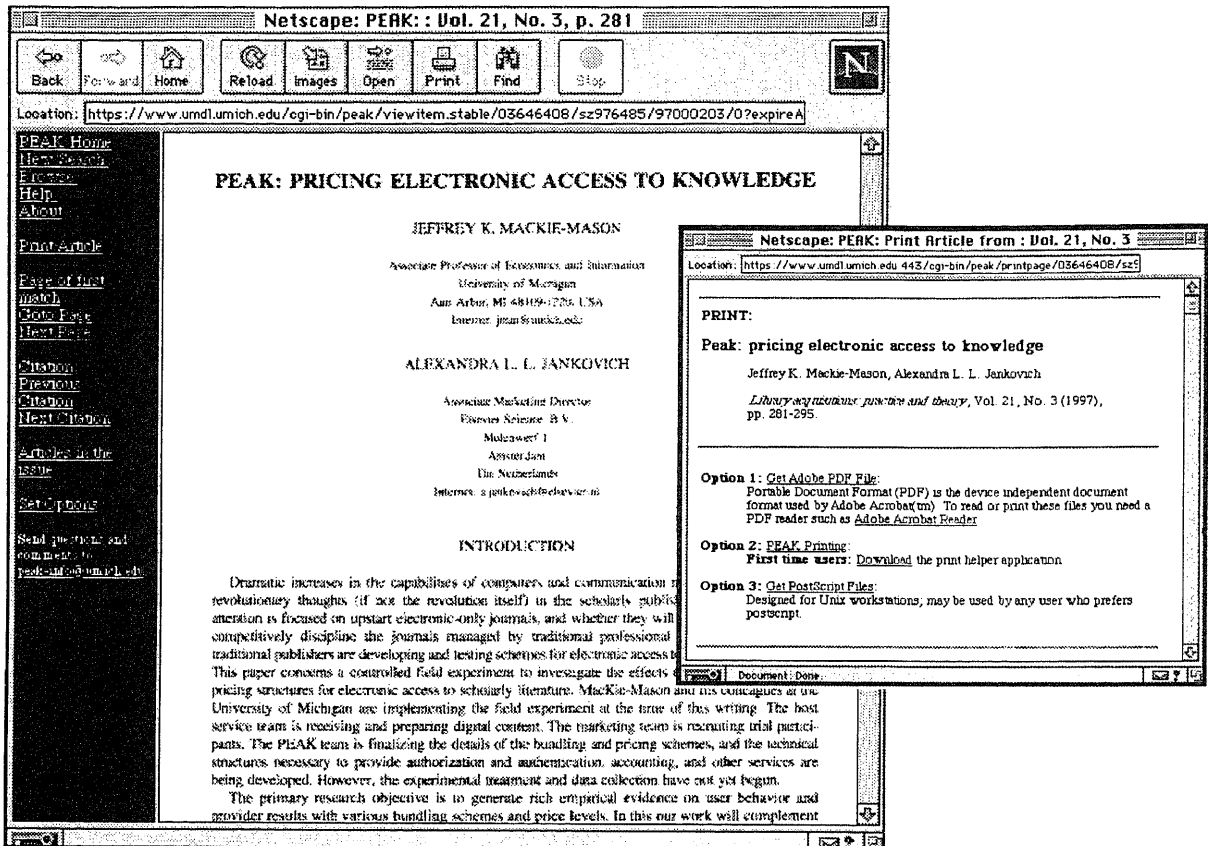 Netscape: PEAK: : Vol. 21, No. 3, p. 281
Back Forward Home Reload Images Open Print Find Stop
N
Location: https://www.umdl.umich.edu/cgi-bin/peak/viewitem.stable/03646408/sz976485/97000203/0?expireA
PEAK Home
New Search
Browse
Help
About
Print Article
Page of first
match
Goto Page
Next Page
Citation
Previous
Citation
Next Citation
Articles in the
issue
Set Options
Send questions and
comments to
peak-info@umich.edu
PEAK: PRICING ELECTRONIC ACCESS TO KNOWLEDGE
JEFFREY K. MACKIE-MASON
Associate Professor of Economics and Information
University of Michigan
Ann Arbor, MI 48109-1220, USA
Internet: jmm@umich.edu
ALEXANDRA L. L. JANKOVICH
Associate Marketing Director
Elsevier Science B.V.
Molenwerf 1
Amsterdam
The Netherlands
Internet: a.jankovich@elsevier.nl
INTRODUCTION
Dramatic increases in the capabilities of computers and communication
revolutionary thoughts (if not the revolution itself) in the scholarly
attention is focused on upstart electronic-only journals, and whether they will
competitively discipline the journals managed by traditional professional
traditional publishers are developing and testing schemes for electronic access
This paper concerns a controlled field experiment to investigate the effects
pricing structures for electronic access to scholarly literature. MacKie-Mason and his colleagues at the
University of Michigan are implementing the field experiment at the time of this writing. The host
service team is receiving and preparing digital content. The marketing team is recruiting trial partici-
pants. The PEAK team is finalizing the details of the bundling and pricing schemes, and the technical
structures necessary to provide authorization and authentication, accounting, and other services are
being developed. However, the experimental treatment and data collection have not yet begun.
The primary research objective is to generate rich empirical evidence on user behavior and
provider results with various bundling schemes and price levels. In this our work will complement
Netscape: PEAK: Print Article from : Vol. 21, No. 3
Location: https://www.umdl.umich.edu:443/cgi-bin/peak/printpage/03646408/sz9
PRINT:
Peak: pricing electronic access to knowledge
Jeffrey K. Mackie-Mason, Alexandra L. L. Jankovich
Library acquisitions: practice and theory, Vol. 21, No. 3 (1997),
pp. 281-295.
Option 1: Get Adobe PDF File:
Portable Document Format (PDF) is the device independent document
format used by Adobe Acrobat(tm) To read or print these files you need a
PDF reader such as Adobe Acrobat Reader
Option 2: PEAK Printing:
First time users: Download the print helper application
Option 3: Get PostScript Files:
Designed for Unix workstations; may be used by any user who prefers
postscript.
Document: Done.